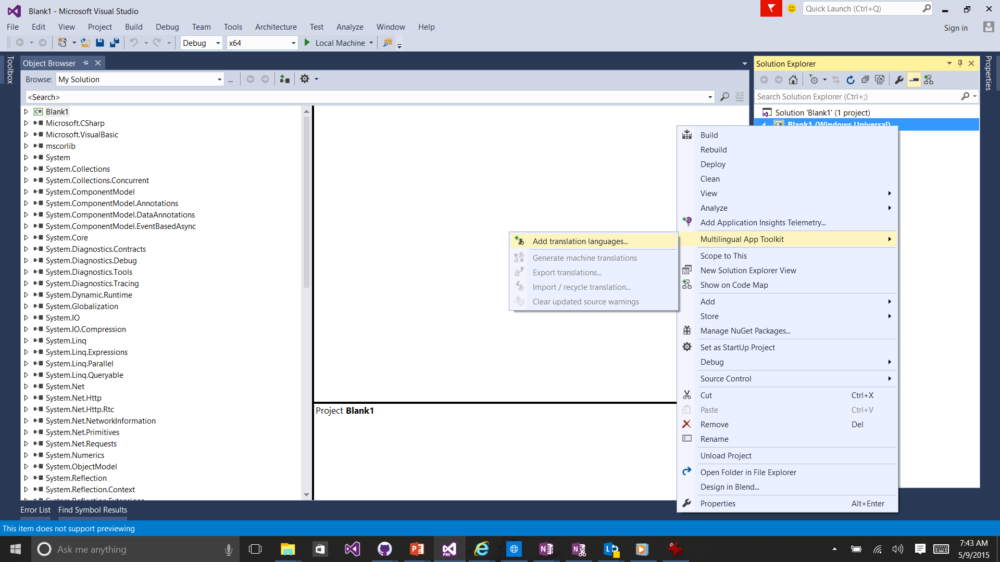 Blank1 - Microsoft Visual Studio
Quick Launch (Ctrl+Q)
File Edit View Project Build Debug Team Tools Architecture Test Analyze Window Help
Sign in
Debug x64 Local Machine
Toolbox
Object Browser
Browse: My Solution ...
<Search>
Blank1
Microsoft.CSharp
Microsoft.VisualBasic
mscorlib
System
System.Collections
System.Collections.Concurrent
System.ComponentModel
System.ComponentModel.Annotations
System.ComponentModel.DataAnnotations
System.ComponentModel.EventBasedAsync
System.Core
System.Diagnostics.Contracts
System.Diagnostics.Debug
System.Diagnostics.Tools
System.Diagnostics.Tracing
System.Dynamic.Runtime
System.Globalization
System.IO
System.IO.Compression
System.Linq
System.Linq.Expressions
System.Linq.Parallel
System.Linq.Queryable
System.Net
System.Net.Http
System.Net.Http.Rtc
System.Net.NetworkInformation
System.Net.Primitives
System.Net.Requests
System.Numerics
System.ObjectModel
System.Reflection
System.Reflection.Context
System.Reflection.Extensions
Project Blank1
Solution Explorer
Properties
Search Solution Explorer (Ctrl+;)
Solution 'Blank1' (1 project)
Blank1 (Windows Universal)
Build
Rebuild
Deploy
Clean
View
Analyze
Add Application Insights Telemetry...
Multilingual App Toolkit
Scope to This
New Solution Explorer View
Show on Code Map
Add
Store
Manage NuGet Packages...
Set as StartUp Project
Debug
Source Control
Cut Ctrl+X
Paste Ctrl+V
Remove Del
Rename
Unload Project
Open Folder in File Explorer
Design in Blend...
Properties Alt+Enter
Add translation languages...
Generate machine translations
Export translations...
Import / recycle translation...
Clear updated source warnings
Error List Find Symbol Results
This item does not support previewing
Ask me anything
7:43 AM
5/9/2015